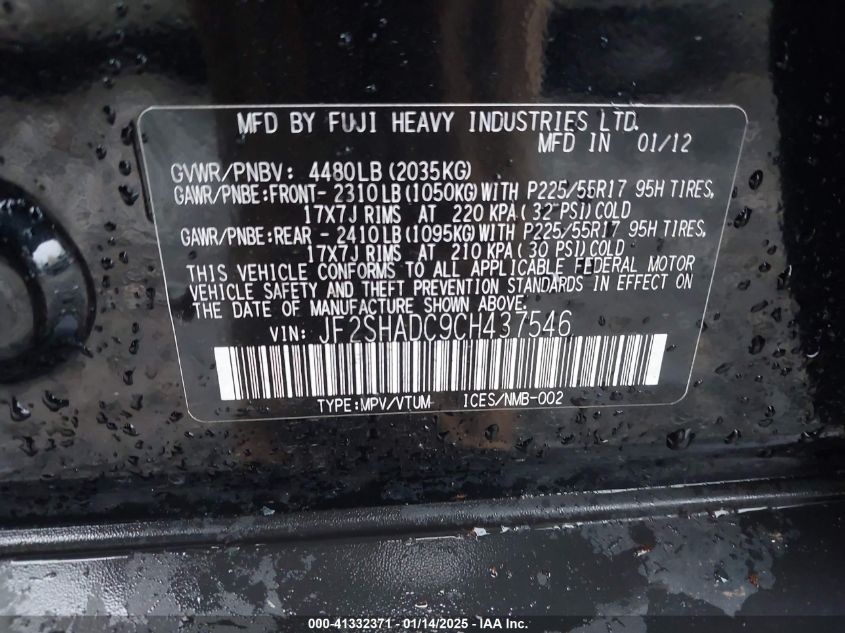 MFD BY FUJI HEAVY INDUSTRIES LTD.
MFD IN 01/12
GVWR/PNBV: 4480LB (2035KG)
GAWR/PNBE:FRONT- 2310LB (1050KG) WITH P225/55R17 95H TIRES,
17X7J RIMS AT 220 KPA (32 PSI) COLD
GAWR/PNBE:REAR - 2410LB (1095KG) WITH P225/55R17 95H TIRES,
17X7J RIMS AT 210 KPA (30 PSI) COLD
THIS VEHICLE CONFORMS TO ALL APPLICABLE FEDERAL MOTOR
VEHICLE SAFETY AND THEFT PREVENTION STANDARDS IN EFFECT ON
THE DATE OF MANUFACTURE SHOWN ABOVE.
VIN: JF2SHADC9CH437546
TYPE:MPV/VTUM ICES/NMB-002
000-41332371 - 01/14/2025 - IAA Inc.